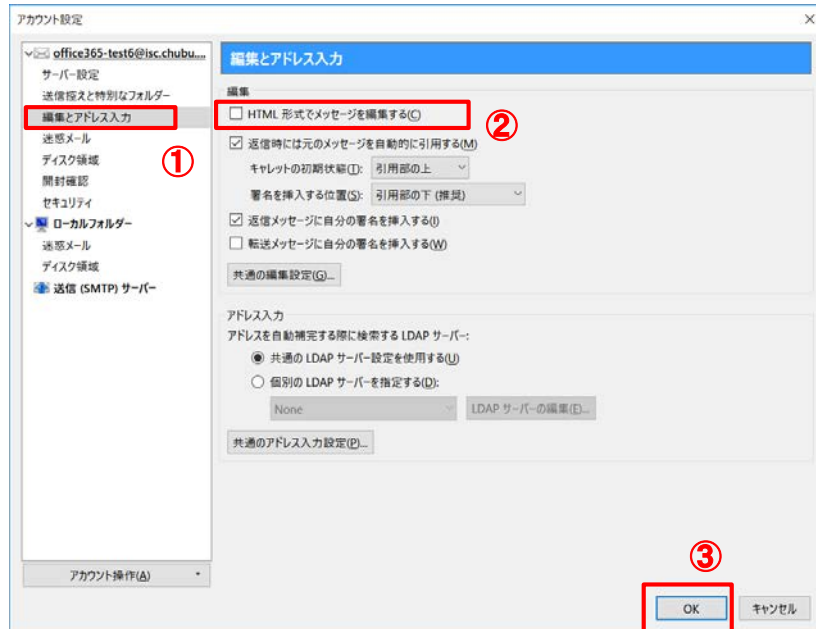 アカウント設定
office365-test6@isc.chubu....
サーバー設定
送信控えと特別なフォルダー
編集とアドレス入力
①
迷惑メール
ディスク領域
開封確認
セキュリティ
ローカルフォルダー
迷惑メール
ディスク領域
送信 (SMTP) サーバー
アカウント操作(A)
編集とアドレス入力
編集
HTML 形式でメッセージを編集する(C)
②
返信時には元のメッセージを自動的に引用する(M)
キャレットの初期状態(T): 引用部の上
署名を挿入する位置(S): 引用部の下 (推奨)
返信メッセージに自分の署名を挿入する(I)
転送メッセージに自分の署名を挿入する(W)
共通の編集設定(G)...
アドレス入力
アドレスを自動補完する際に検索する LDAP サーバー:
共通の LDAP サーバー設定を使用する(U)
個別の LDAP サーバーを指定する(D):
None LDAP サーバーの編集(E)...
共通のアドレス入力設定(P)...
③
OK キャンセル